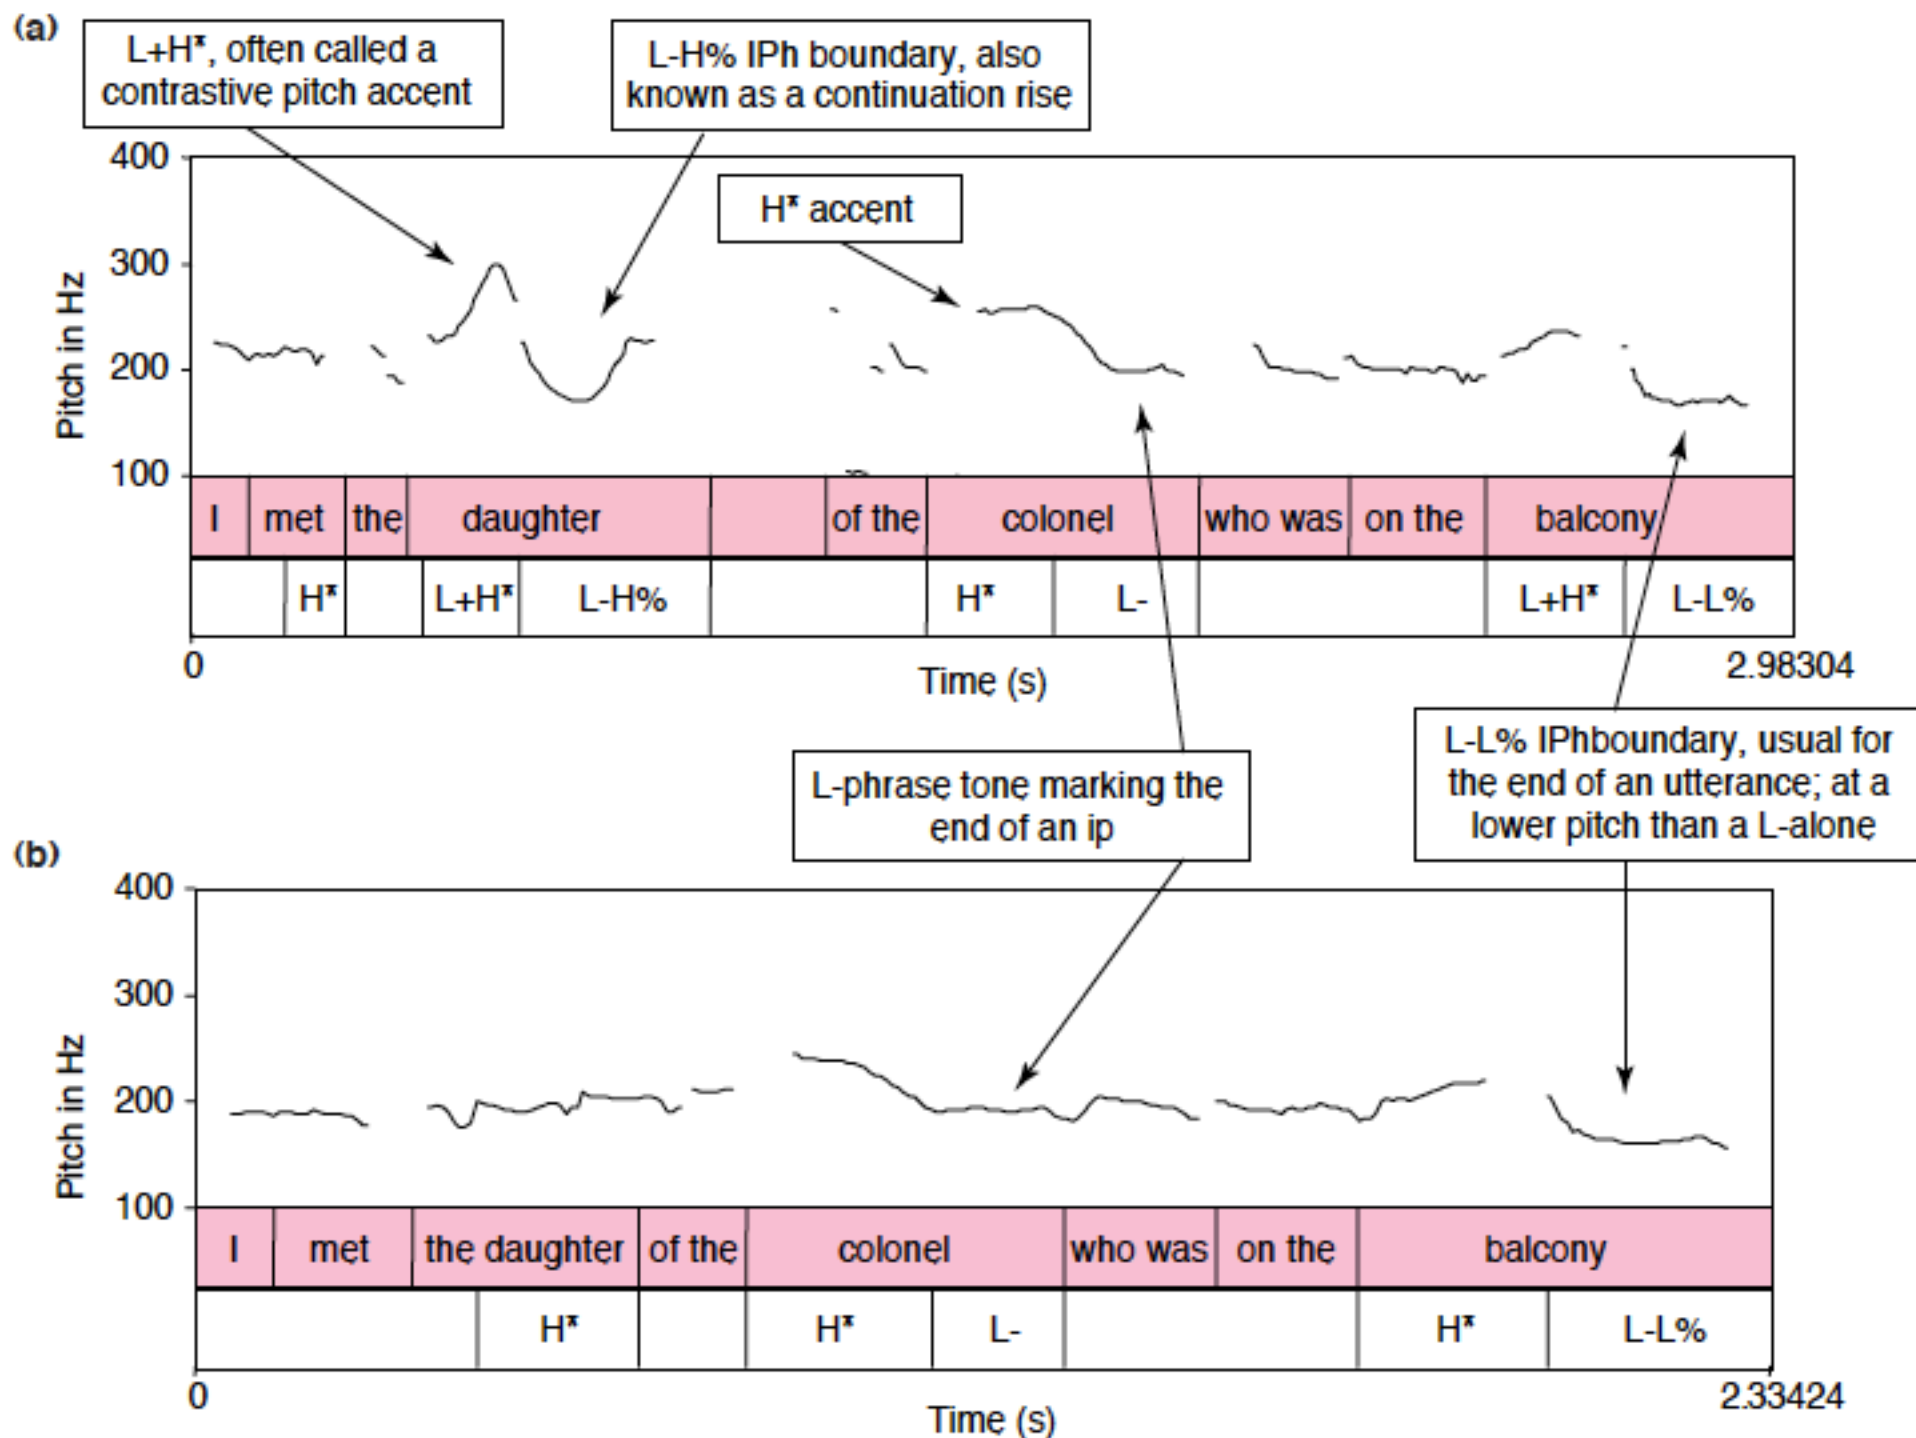 (a)
L+H*, often called a
contrastive pitch accent
L-H% IPh boundary, also
known as a continuation rise
H* accent
400
300
200
100
Pitch in Hz
I met the daughter of the colonel who was on the balcony
H* L+H* L-H% H* L- L+H* L-L%
0 2.98304
Time (s)
L-phrase tone marking the
end of an ip
L-L% IPhboundary, usual for
the end of an utterance; at a
lower pitch than a L-alone
(b)
400
300
200
100
Pitch in Hz
I met the daughter of the colonel who was on the balcony
H* H* L- H* L-L%
0 2.33424
Time (s)